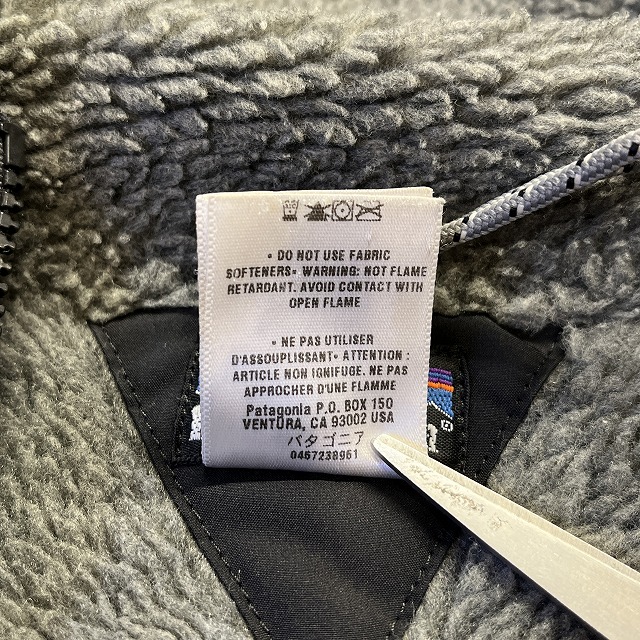 • DO NOT USE FABRIC
SOFTENERS• WARNING: NOT FLAME
RETARDANT. AVOID CONTACT WITH
OPEN FLAME
• NE PAS UTILISER
D'ASSOUPLISSANT• ATTENTION :
ARTICLE NON IGNIFUGE. NE PAS
APPROCHER D'UNE FLAMME
Patagonia P.O. BOX 150
VENTURA, CA 93002 USA
パタゴニア
0467238961